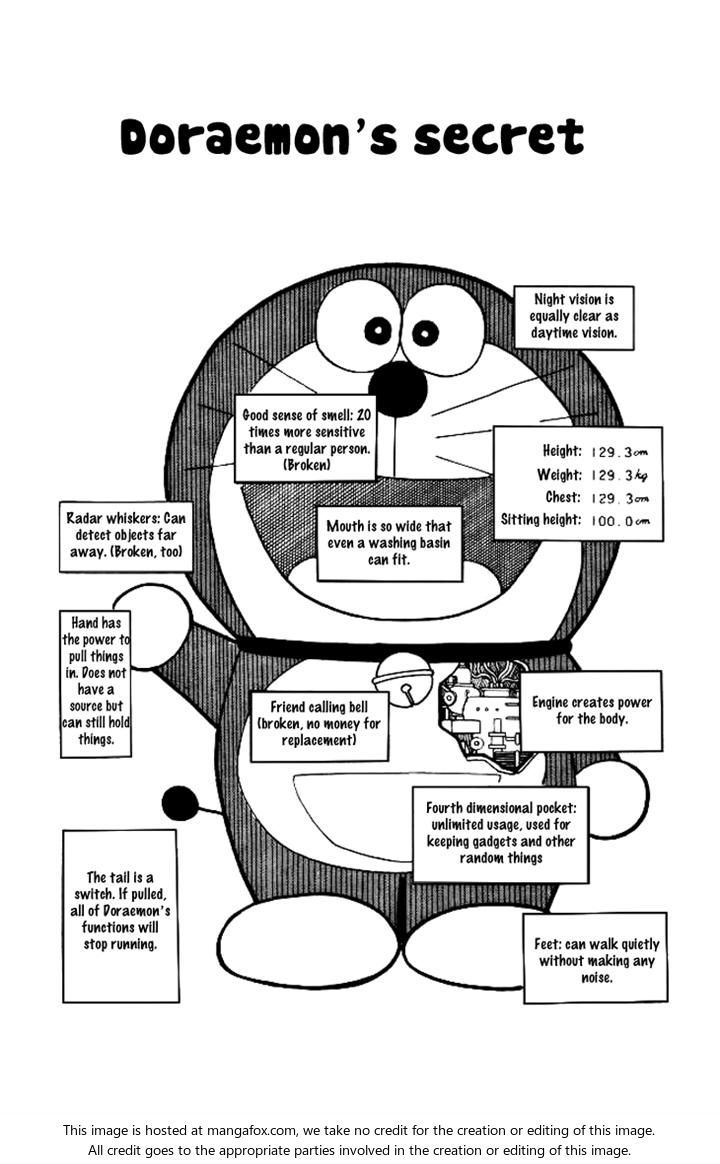 Doraemon's secret
Night vision is
equally clear as
daytime vision.
Good sense of smell: 20
times more sensitive
than a regular person.
(Broken)
Height: 129.3cm
Weight: 129.3kg
Chest: 129.3cm
Sitting height: 100.0cm
Radar whiskers: Can
detect objects far
away. (Broken, too)
Mouth is so wide that
even a washing basin
can fit.
Hand has
the power to
pull things
in. Does not
have a
source but
can still hold
things.
Friend calling bell
(broken, no money for
replacement)
Engine creates power
for the body.
Fourth dimensional pocket:
unlimited usage, used for
keeping gadgets and other
random things
The tail is a
switch. If pulled,
all of Doraemon's
functions will
stop running.
Feet: can walk quietly
without making any
noise.
This image is hosted at mangafox.com, we take no credit for the creation or editing of this image.
All credit goes to the appropriate parties involved in the creation or editing of this image.